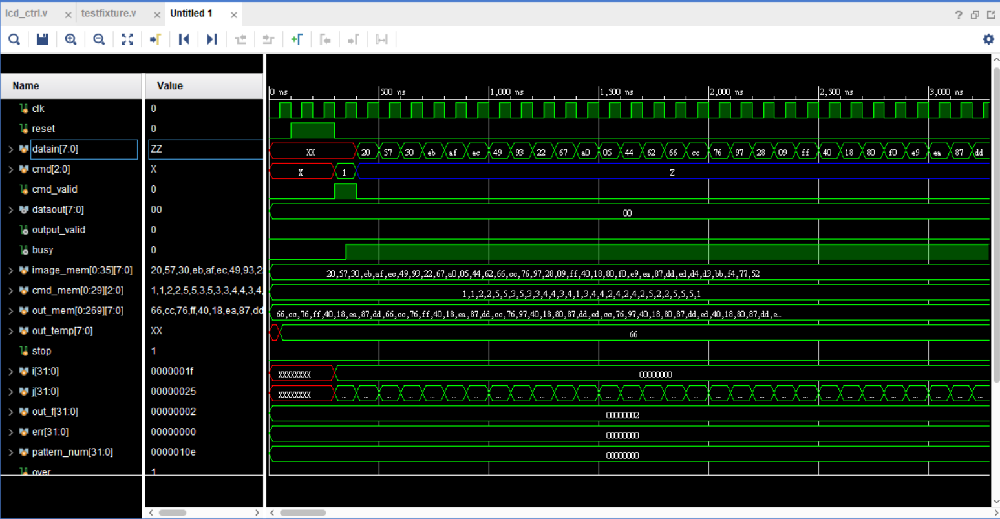 lcd_ctrl.v × testfixture.v × Untitled 1 ×
?
Name Value
0 ns 500 ns 1,000 ns 1,500 ns 2,000 ns 2,500 ns 3,000 ns
clk 0
reset 0
datain[7:0] ZZ XX 20 57 30 eb af ec 49 93 22 67 a0 05 44 62 66 cc 76 97 28 09 ff 40 18 80 f0 e9 ea 87 dd
cmd[2:0] X X 1 Z
cmd_valid 0
dataout[7:0] 00 00
output_valid 0
busy 0
image_mem[0:35][7:0] 20,57,30,eb,af,ec,49,93,2 20,57,30,eb,af,ec,49,93,22,67,a0,05,44,62,66,cc,76,97,28,09,ff,40,18,80,f0,e9,ea,87,dd,ed,d4,d3,bb,f4,77,52
cmd_mem[0:29][2:0] 1,1,2,2,5,5,3,5,3,3,4,4,3,4, 1,1,2,2,5,5,3,5,3,3,4,4,3,4,1,3,4,4,2,4,2,4,2,5,2,2,5,5,5,1
out_mem[0:269][7:0] 66,cc,76,ff,40,18,ea,87,dd 66,cc,76,ff,40,18,ea,87,dd,66,cc,76,ff,40,18,ea,87,dd,cc,76,97,40,18,80,87,dd,ed,cc,76,97,40,18,80,87,dd,ed,40,18,80,87,dd,e...
out_temp[7:0] XX 66
stop 1
i[31:0] 0000001f XXXXXXXX 00000000
j[31:0] 00000025 XXXXXXXX ... ... ... ... ... ... ... ... ... ... ... ... ... ... ... ... ... ... ... ... ... ... ... ... ... ... ... ... ... ...
out_f[31:0] 00000002 00000002
err[31:0] 00000000 00000000
pattern_num[31:0] 0000010e 00000000
over 1